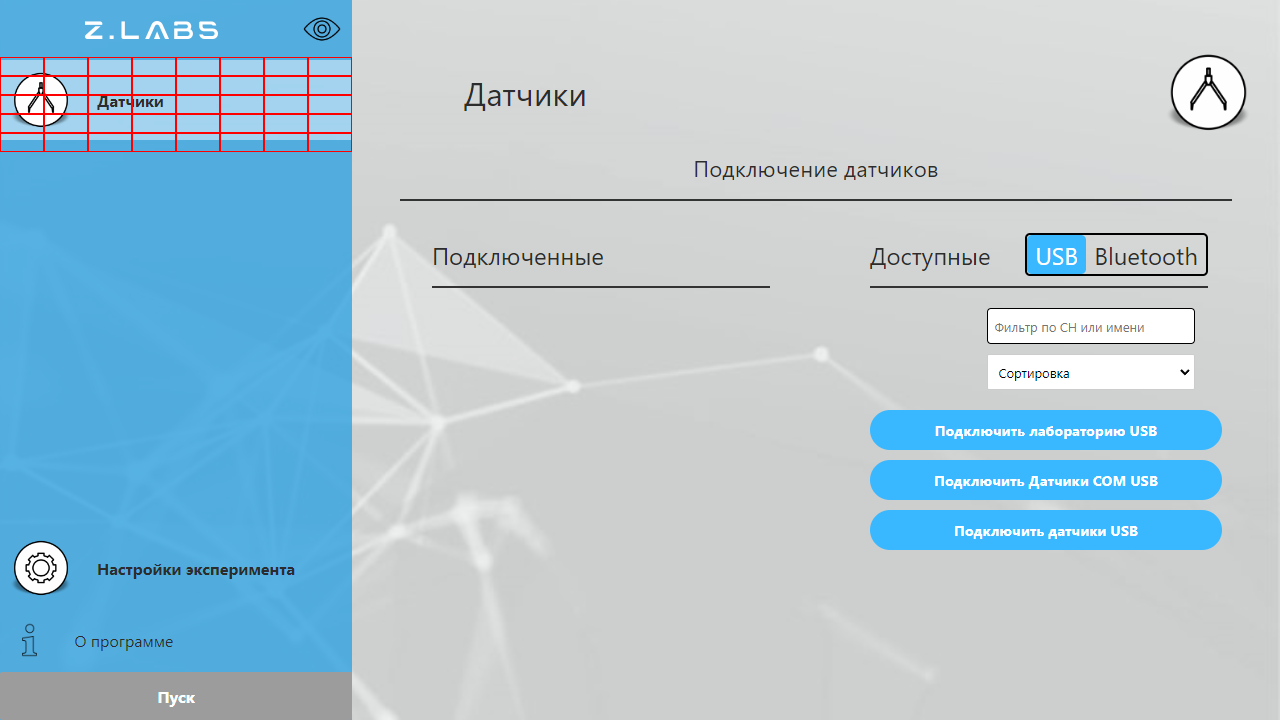 Z.LABS
Датчики
Настройки эксперимента
О программе
Пуск
Датчики
Подключение датчиков
Подключенные
Доступные
USB Bluetooth
Фильтр по СН или имени
Сортировка
Подключить лабораторию USB
Подключить Датчики COM USB
Подключить датчики USB